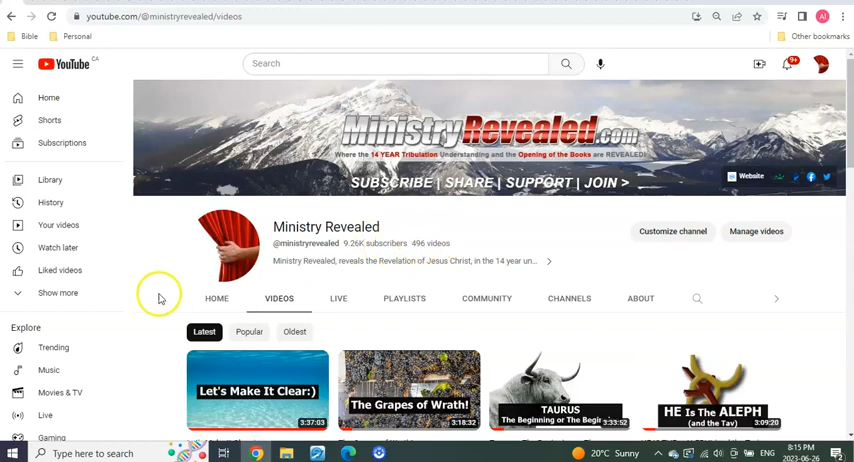 youtube.com/@ministryrevealed/videos
AI
Bible
Personal
Other bookmarks
YouTube CA
Search
9+
Home
Shorts
Subscriptions
Library
History
Your videos
Watch later
Liked videos
Show more
Explore
Trending
Music
Movies & TV
Live
Gaming
MinistryRevealed.com
Where the 14 YEAR Tribulation Understanding and the Opening of the Books are REVEALED!
SUBSCRIBE | SHARE | SUPPORT | JOIN >
Website
Ministry Revealed
@ministryrevealed 9.26K subscribers 496 videos
Ministry Revealed, reveals the Revelation of Jesus Christ, in the 14 year un...
Customize channel
Manage videos
HOME
VIDEOS
LIVE
PLAYLISTS
COMMUNITY
CHANNELS
ABOUT
Latest
Popular
Oldest
Let's Make It Clear:)
3:37:03
The Grapes of Wrath!
3:18:32
TAURUS
The Beginning or The Begin
3:33:52
HE Is The ALEPH
(and the Tav)
3:09:20
Type here to search
20°C Sunny
ENG
8:15 PM
2023-06-26
2